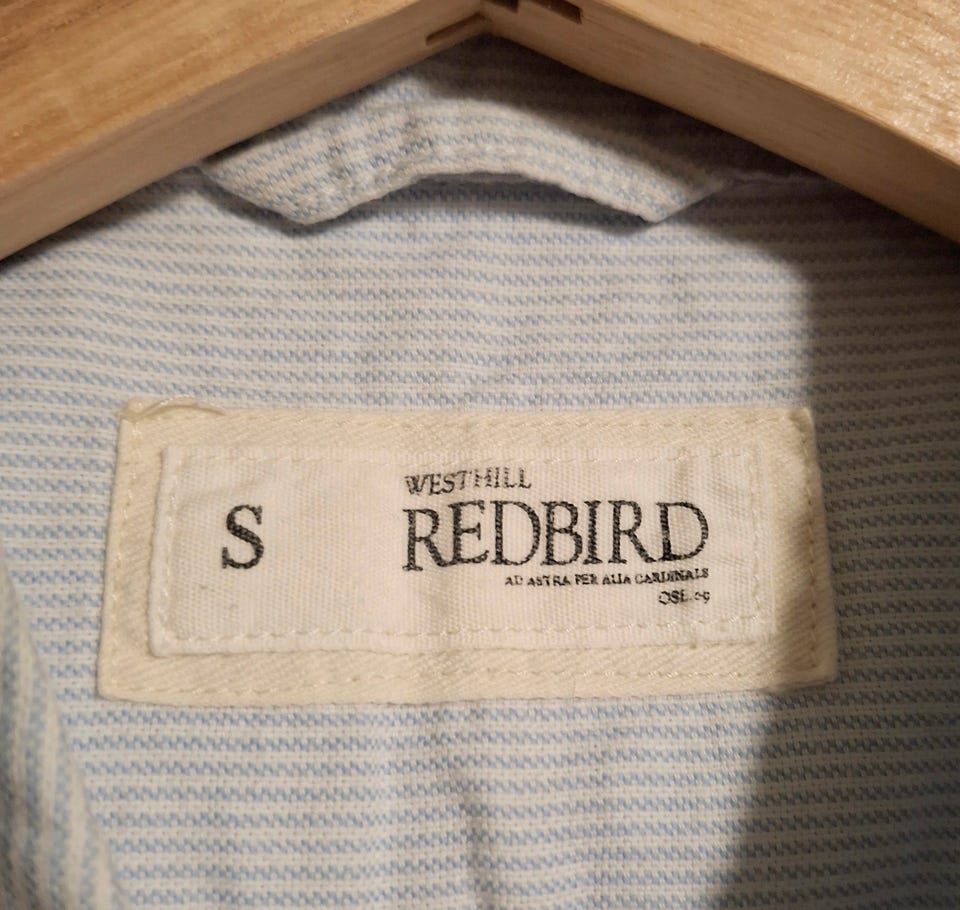 S
WESTHILL
REDBIRD
AD ASTRA PER ALIA CARDINALS
OSL.09